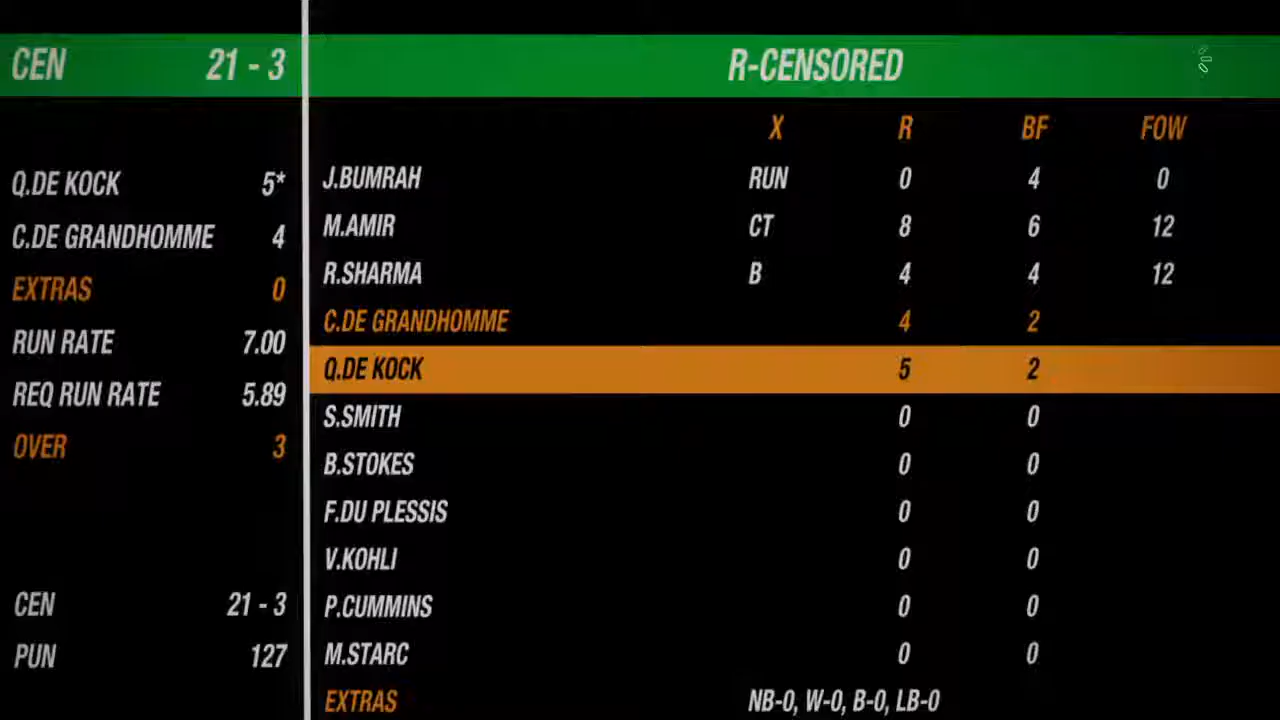 CEN 21 - 3
Q.DE KOCK 5*
C.DE GRANDHOMME 4
EXTRAS 0
RUN RATE 7.00
REQ RUN RATE 5.89
OVER 3
CEN 21 - 3
PUN 127
R-CENSORED
X R BF FOW
J.BUMRAH RUN 0 4 0
M.AMIR CT 8 6 12
R.SHARMA B 4 4 12
C.DE GRANDHOMME 4 2
Q.DE KOCK 5 2
S.SMITH 0 0
B.STOKES 0 0
F.DU PLESSIS 0 0
V.KOHLI 0 0
P.CUMMINS 0 0
M.STARC 0 0
EXTRAS NB-0, W-0, B-0, LB-0